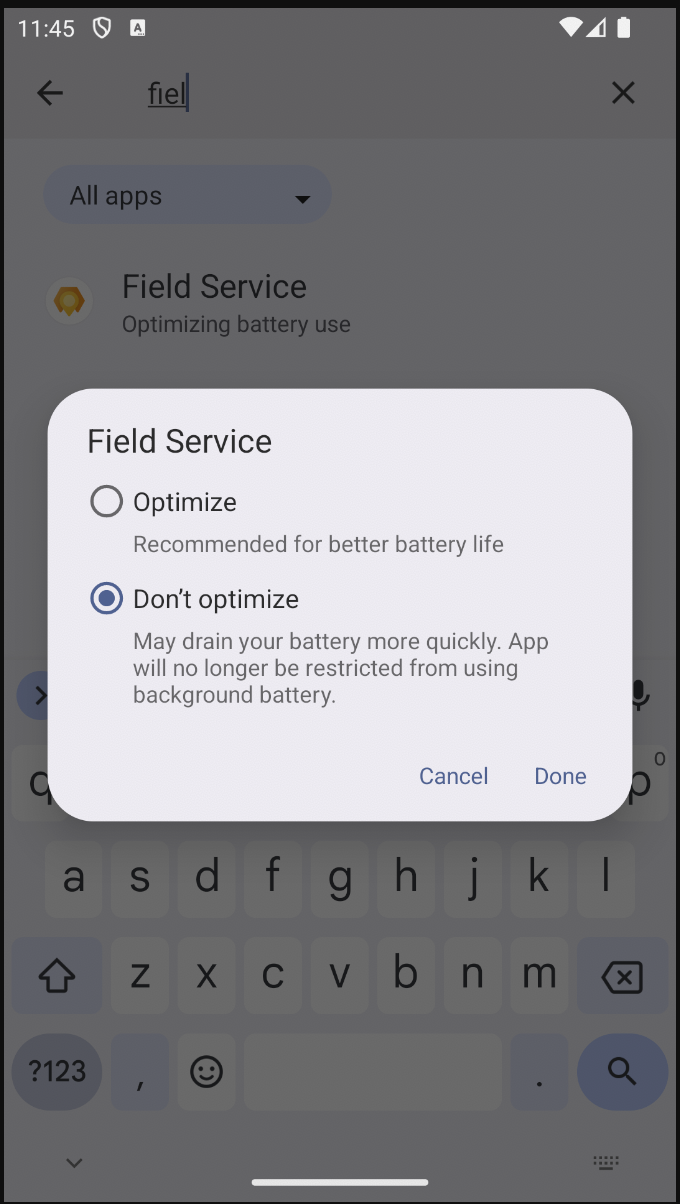 11:45
A
fiel
All apps
Field Service
Optimizing battery use
Field Service
Optimize
Recommended for better battery life
Don’t optimize
May drain your battery more quickly. App
will no longer be restricted from using
background battery.
Cancel Done
q p 0
a s d f g h j k l
z x c v b n m
?123 , .